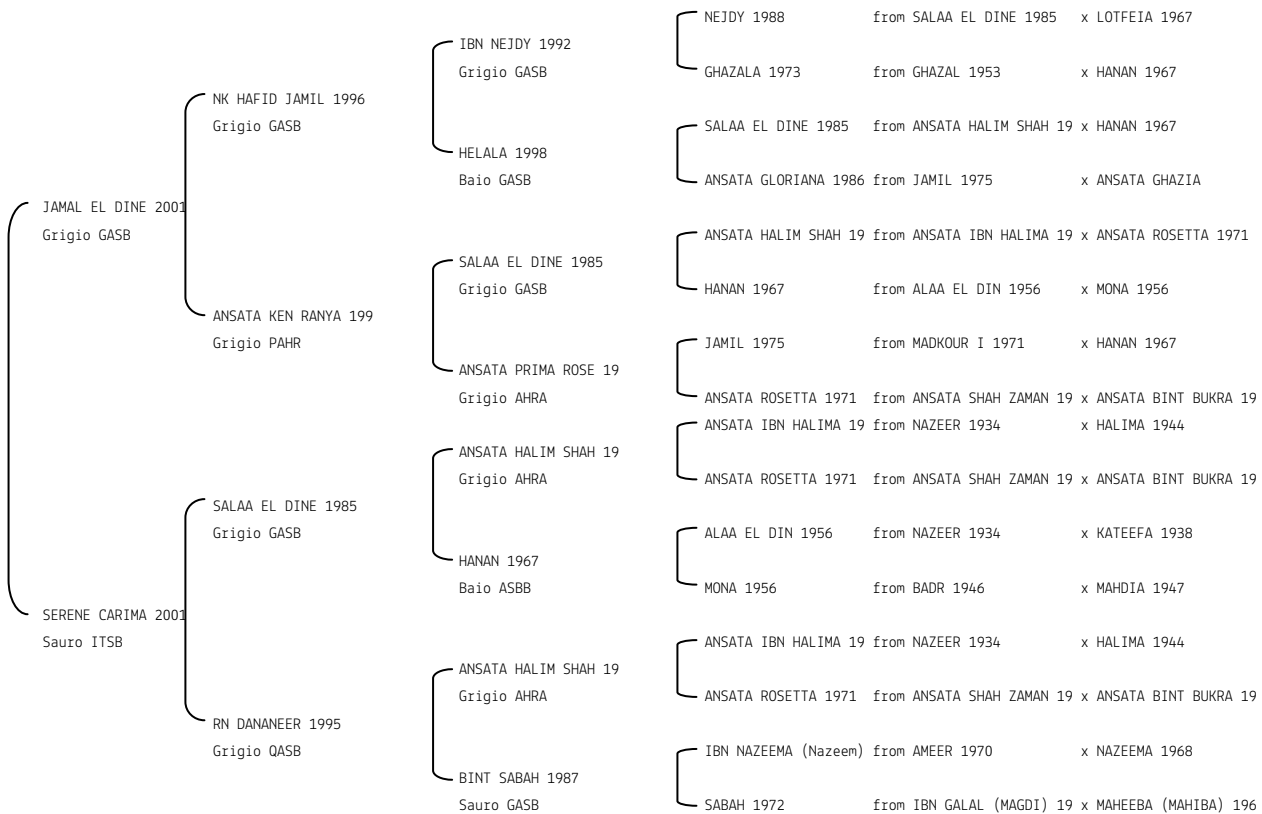 NEJDY 1988 from SALAA EL DINE 1985 x LOTFEIA 1967
IBN NEJDY 1992
Grigio GASB
GHAZALA 1973 from GHAZAL 1953 x HANAN 1967
NK HAFID JAMIL 1996
Grigio GASB
SALAA EL DINE 1985 from ANSATA HALIM SHAH 19 x HANAN 1967
HELALA 1998
Baio GASB
ANSATA GLORIANA 1986 from JAMIL 1975 x ANSATA GHAZIA
JAMAL EL DINE 2001
Grigio GASB
ANSATA HALIM SHAH 19 from ANSATA IBN HALIMA 19 x ANSATA ROSETTA 1971
SALAA EL DINE 1985
Grigio GASB
HANAN 1967 from ALAA EL DIN 1956 x MONA 1956
ANSATA KEN RANYA 199
Grigio PAHR
JAMIL 1975 from MADKOUR I 1971 x HANAN 1967
ANSATA PRIMA ROSE 19
Grigio AHRA
ANSATA ROSETTA 1971 from ANSATA SHAH ZAMAN 19 x ANSATA BINT BUKRA 19
ANSATA IBN HALIMA 19 from NAZEER 1934 x HALIMA 1944
ANSATA HALIM SHAH 19
Grigio AHRA
ANSATA ROSETTA 1971 from ANSATA SHAH ZAMAN 19 x ANSATA BINT BUKRA 19
SALAA EL DINE 1985
Grigio GASB
ALAA EL DIN 1956 from NAZEER 1934 x KATEEFA 1938
HANAN 1967
Baio ASBB
MONA 1956 from BADR 1946 x MAHDIA 1947
SERENE CARIMA 2001
Sauro ITSB
ANSATA IBN HALIMA 19 from NAZEER 1934 x HALIMA 1944
ANSATA HALIM SHAH 19
Grigio AHRA
ANSATA ROSETTA 1971 from ANSATA SHAH ZAMAN 19 x ANSATA BINT BUKRA 19
RN DANANEER 1995
Grigio QASB
IBN NAZEEMA (Nazeem) from AMEER 1970 x NAZEEMA 1968
BINT SABAH 1987
Sauro GASB
SABAH 1972 from IBN GALAL (MAGDI) 19 x MAHEEBA (MAHIBA) 196